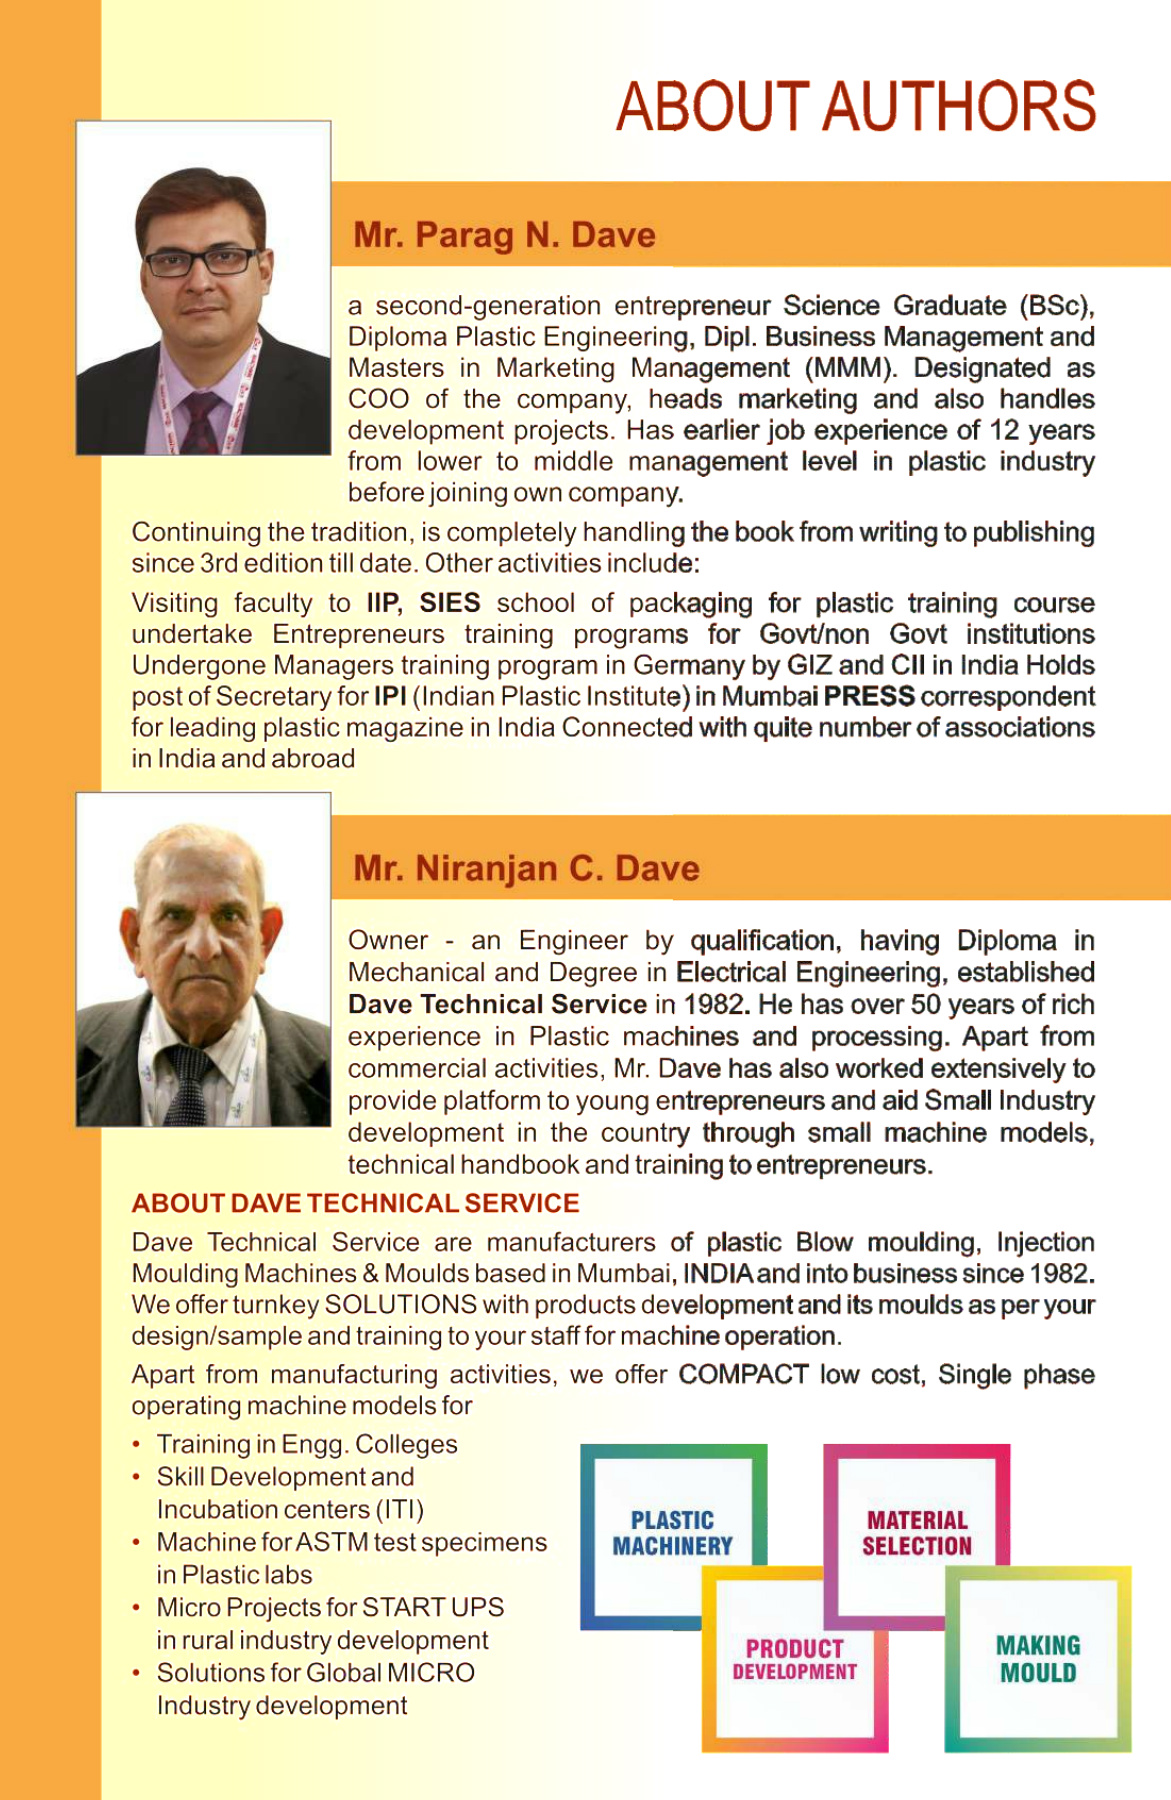 ABOUT AUTHORS
Mr. Parag N. Dave
a second-generation entrepreneur Science Graduate (BSc),
Diploma Plastic Engineering, Dipl. Business Management and
Masters in Marketing Management (MMM). Designated as
COO of the company, heads marketing and also handles
development projects. Has earlier job experience of 12 years
from lower to middle management level in plastic industry
before joining own company.
Continuing the tradition, is completely handling the book from writing to publishing
since 3rd edition till date. Other activities include:
Visiting faculty to IIP, SIES school of packaging for plastic training course
undertake Entrepreneurs training programs for Govt/non Govt institutions
Undergone Managers training program in Germany by GIZ and CII in India Holds
post of Secretary for IPI (Indian Plastic Institute) in Mumbai PRESS correspondent
for leading plastic magazine in India Connected with quite number of associations
in India and abroad
Mr. Niranjan C. Dave
Owner - an Engineer by qualification, having Diploma in
Mechanical and Degree in Electrical Engineering, established
Dave Technical Service in 1982. He has over 50 years of rich
experience in Plastic machines and processing. Apart from
commercial activities, Mr. Dave has also worked extensively to
provide platform to young entrepreneurs and aid Small Industry
development in the country through small machine models,
technical handbook and training to entrepreneurs.
ABOUT DAVE TECHNICAL SERVICE
Dave Technical Service are manufacturers of plastic Blow moulding, Injection
Moulding Machines & Moulds based in Mumbai, INDIA and into business since 1982.
We offer turnkey SOLUTIONS with products development and its moulds as per your
design/sample and training to your staff for machine operation.
Apart from manufacturing activities, we offer COMPACT low cost, Single phase
operating machine models for
• Training in Engg. Colleges
• Skill Development and
Incubation centers (ITI)
• Machine for ASTM test specimens
in Plastic labs
• Micro Projects for START UPS
in rural industry development
• Solutions for Global MICRO
Industry development
PLASTIC
MACHINERY
MATERIAL
SELECTION
PRODUCT
DEVELOPMENT
MAKING
MOULD